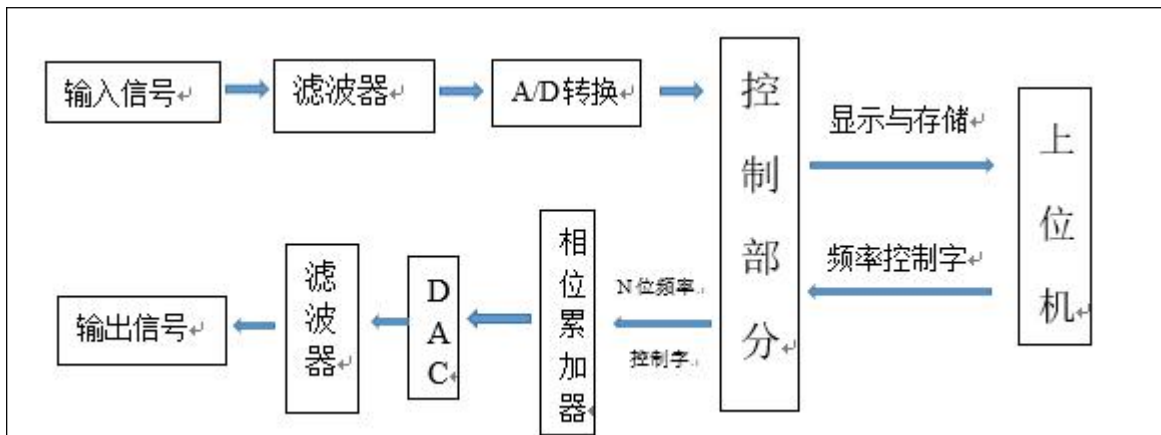 输入信号
滤波器
A/D转换
控制部分
显示与存储
上位机
频率控制字
N位频率
控制字
相位累加器
DAC
滤波器
输出信号